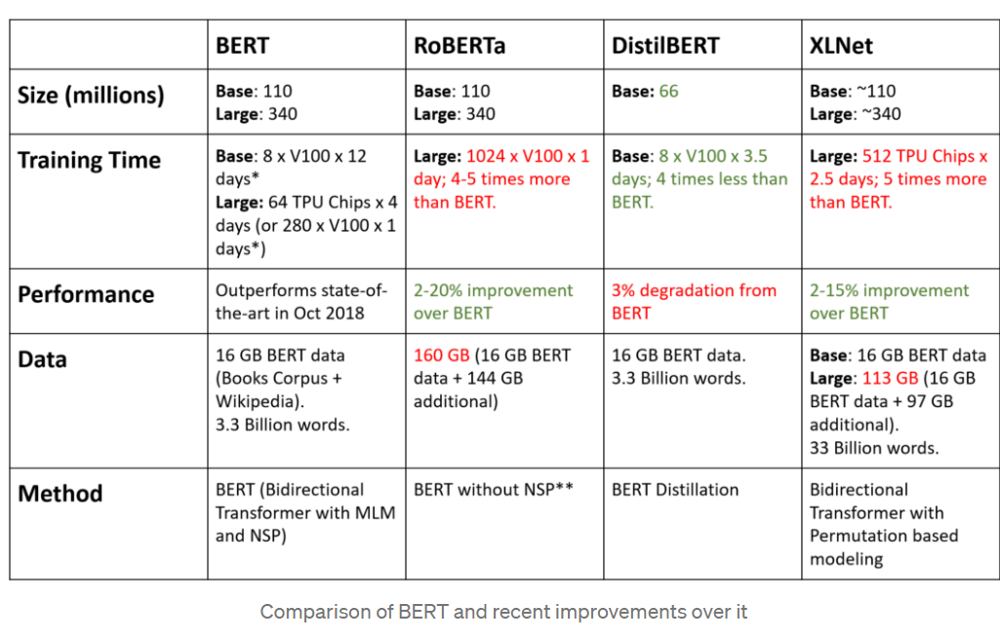 BERT
RoBERTa
DistilBERT
XLNet
Size (millions)
Base: 110
Large: 340
Base: 110
Large: 340
Base: 66
Base: ~110
Large: ~340
Training Time
Base: 8 x V100 x 12
days*
Large: 64 TPU Chips x 4
days (or 280 x V100 x 1
days*)
Large: 1024 x V100 x 1
day; 4-5 times more
than BERT.
Base: 8 x V100 x 3.5
days; 4 times less than
BERT.
Large: 512 TPU Chips x
2.5 days; 5 times more
than BERT.
Performance
Outperforms state-of-
the-art in Oct 2018
2-20% improvement
over BERT
3% degradation from
BERT
2-15% improvement
over BERT
Data
16 GB BERT data
(Books Corpus +
Wikipedia).
3.3 Billion words.
160 GB (16 GB BERT
data + 144 GB
additional)
16 GB BERT data.
3.3 Billion words.
Base: 16 GB BERT data
Large: 113 GB (16 GB
BERT data + 97 GB
additional).
33 Billion words.
Method
BERT (Bidirectional
Transformer with MLM
and NSP)
BERT without NSP**
BERT Distillation
Bidirectional
Transformer with
Permutation based
modeling
Comparison of BERT and recent improvements over it